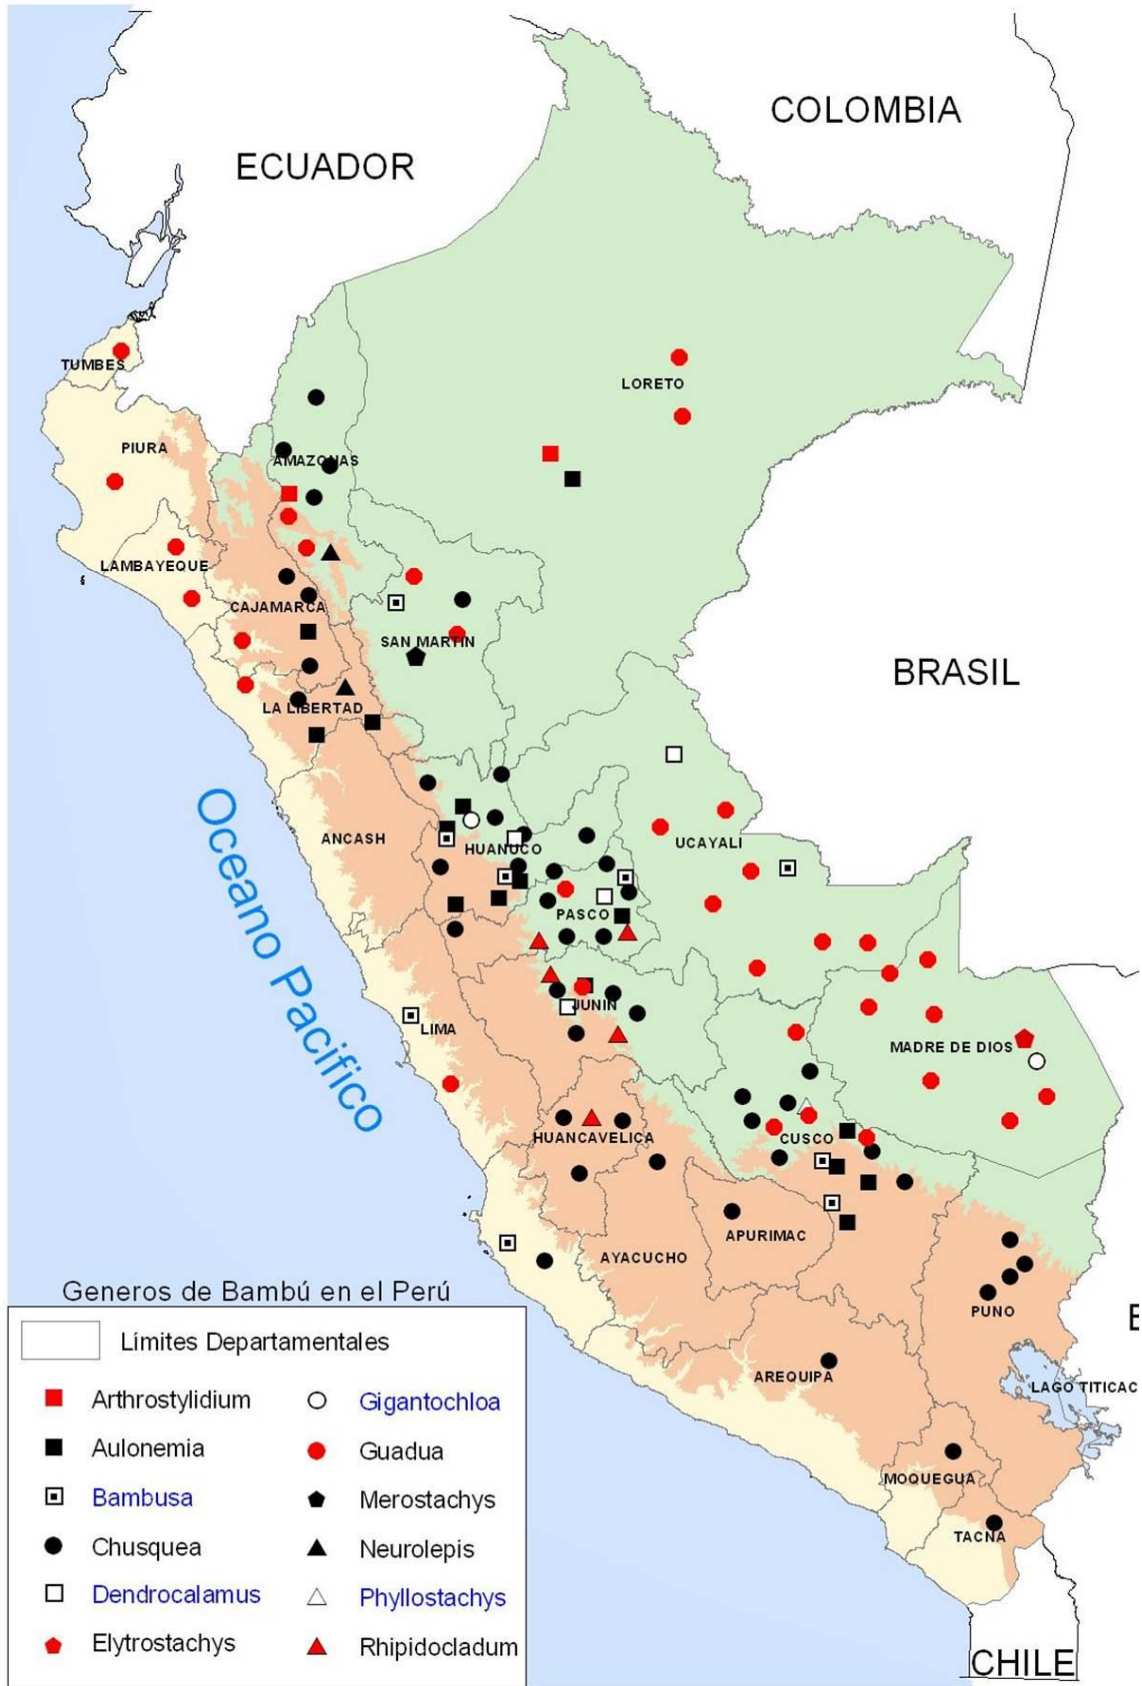 COLOMBIA
ECUADOR
TUMBES
LORETO
PIURA
AMAZONAS
LAMBAYEQUE
CAJAMARCA
SAN MARTIN
BRASIL
LA LIBERTAD
Oceano Pacifico
ANCASH
HUANUCO
UCAYALI
PASCO
JUNIN
LIMA
MADRE DE DIOS
HUANCAVELICA
CUSCO
APURIMAC
AYACUCHO
PUNO
AREQUIPA
LAGO TITICAC
MOQUEGUA
TACNA
CHILE
Generos de Bambú en el Perú
Límites Departamentales
Arthrostylidium
Aulonemia
Bambusa
Chusquea
Dendrocalamus
Elytrostachys
Gigantochloa
Guadua
Merostachys
Neurolepis
Phyllostachys
Rhipidocladum